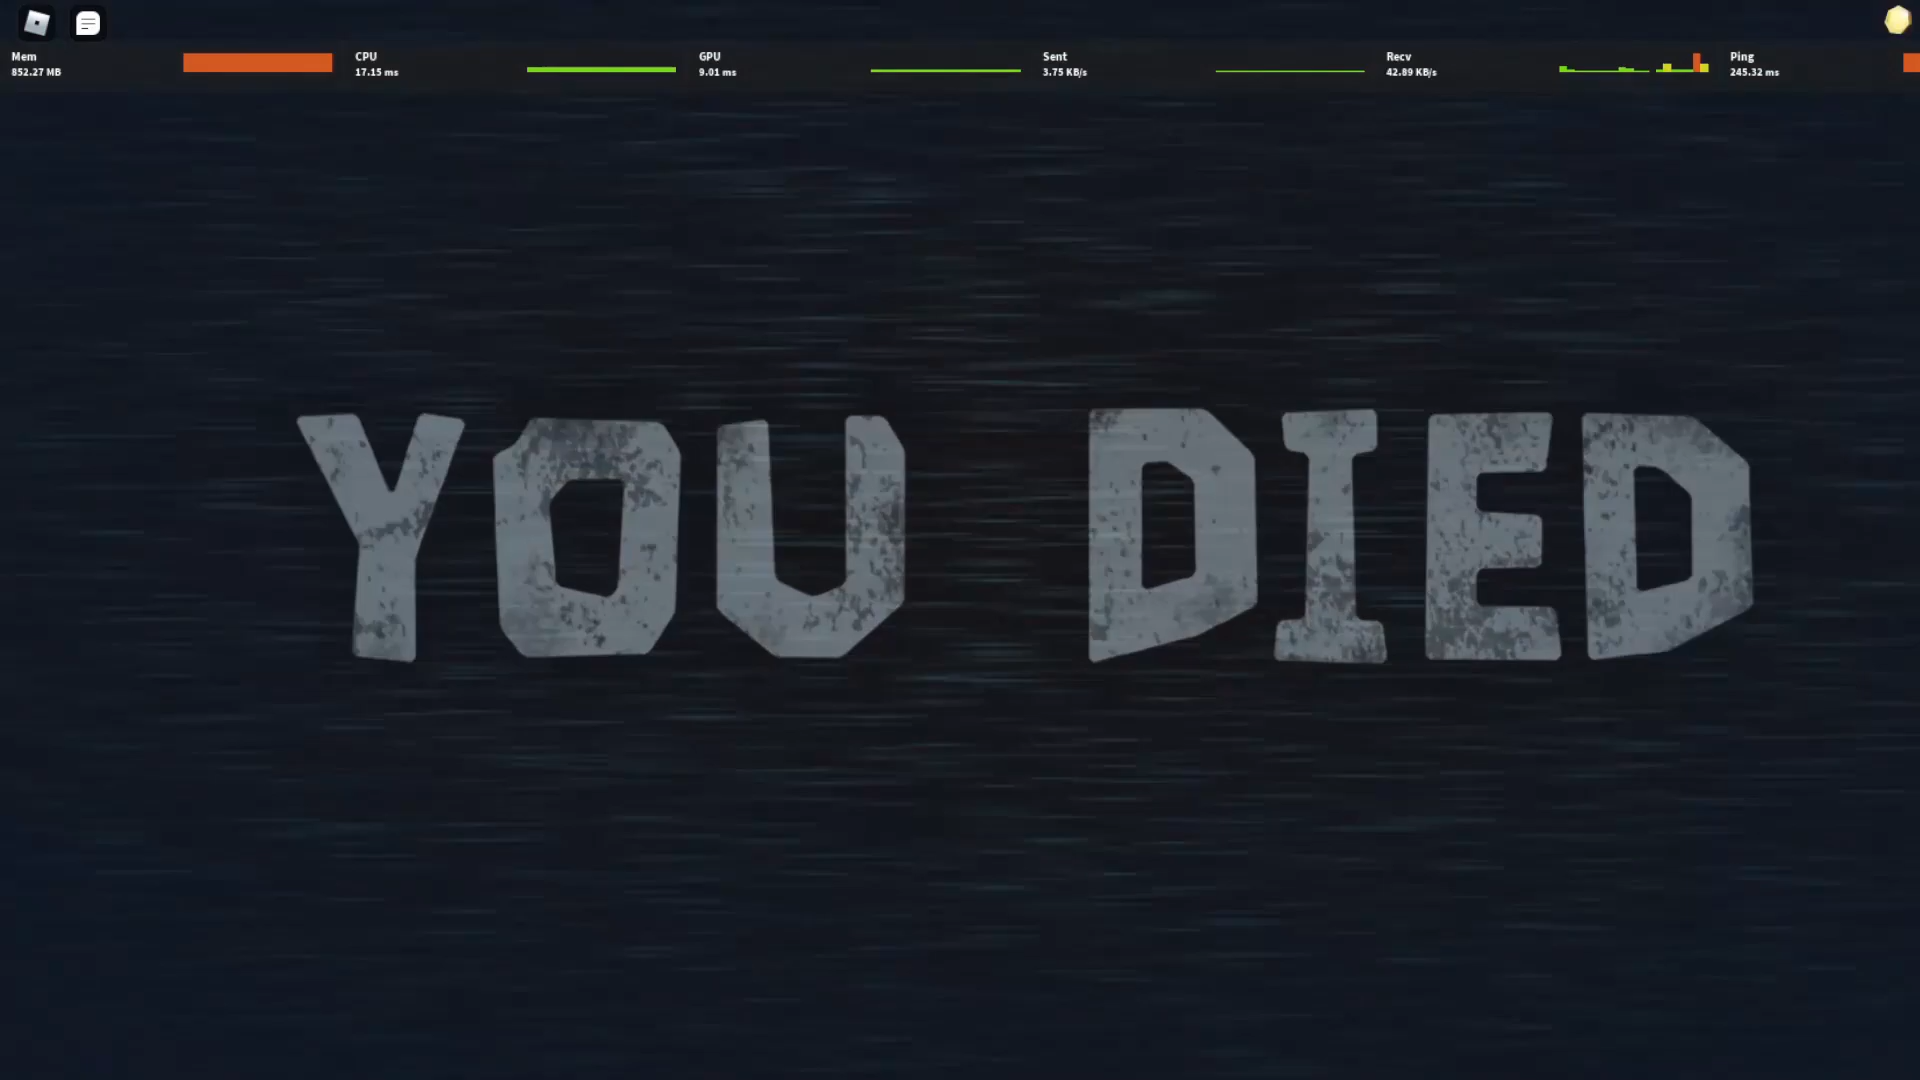 Mem CPU GPU Sent Recv Ping
852.27 MB 17.15 ms 9.01 ms 3.75 KB/s 42.89 KB/s 245.32 ms
YOU DIED